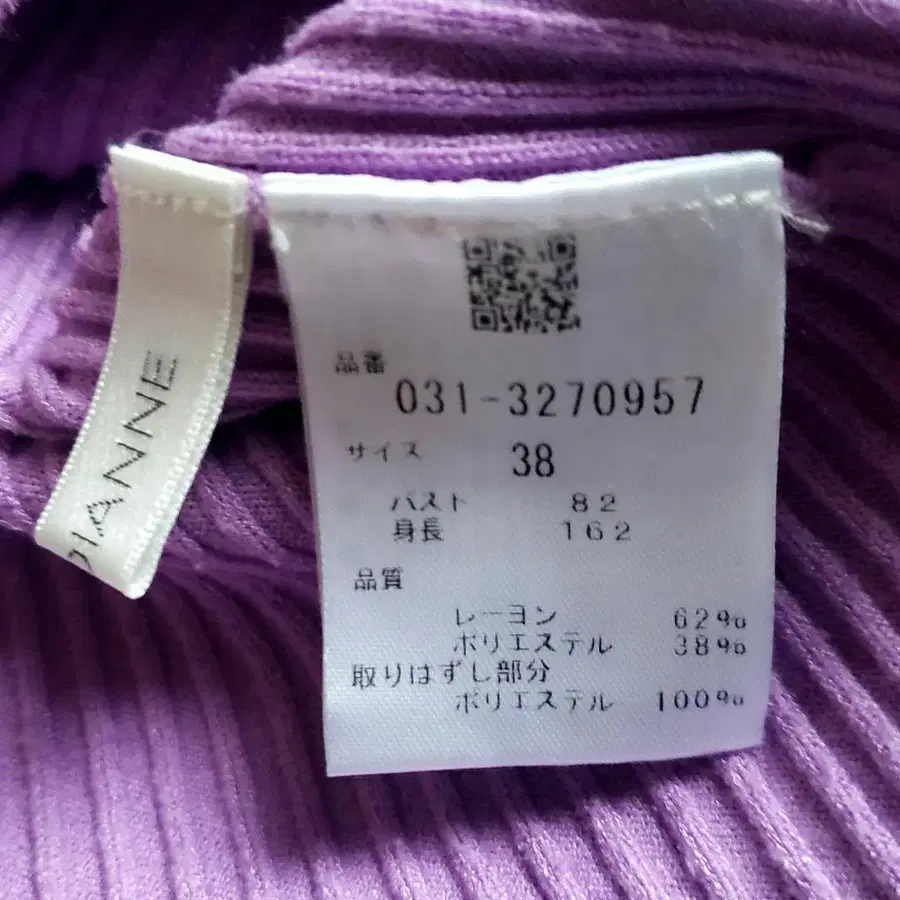 IANNE
品番
031-3270957
サイズ 38
バスト 82
身長 162
品質
レーヨン 62%
ポリエステル 38%
取りはずし部分
ポリエステル 100%